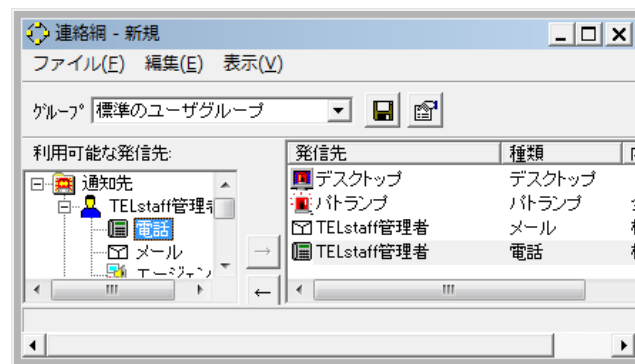 連絡網 - 新規
ファイル(F) 編集(E) 表示(V)
グループ 標準のユーザグループ
利用可能な発信先:
通知先
TELstaff管理
電話
メール
エージェン
発信先 種類
デスクトップ デスクトップ
パトランプ パトランプ
TELstaff管理者 メール
TELstaff管理者 電話
→
←